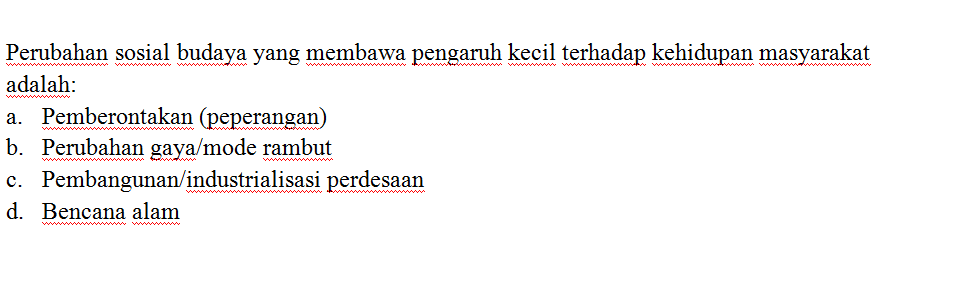 Perubahan sosial budaya yang membawa pengaruh kecil terhadap kehidupan masyarakat
adalah:
a. Pemberontakan (peperangan)
b. Perubahan gaya/mode rambut
c. Pembangunan/industrialisasi perdesaan
d. Bencana alam